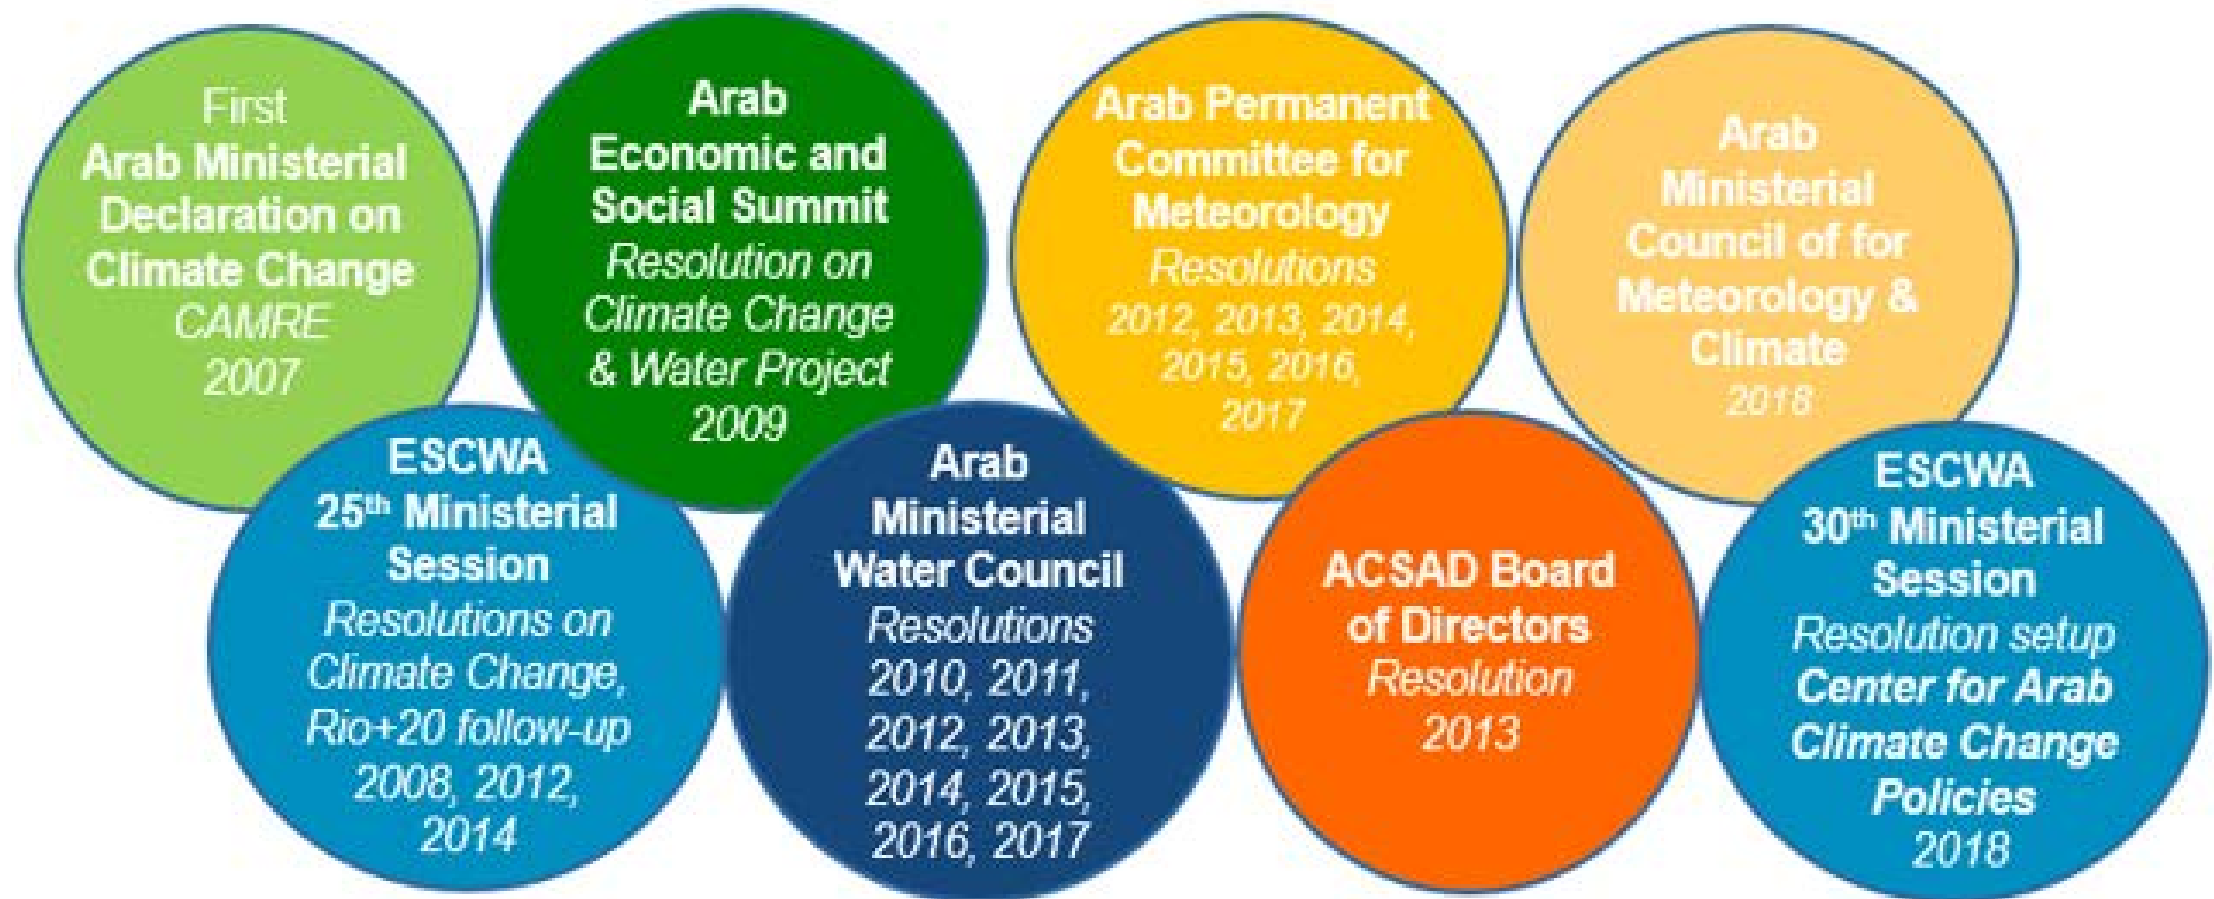 First
Arab Ministerial
Declaration on
Climate Change
CAMRE
2007
ESCWA
25th Ministerial
Session
Resolutions on
Climate Change,
Rio+20 follow-up
2008, 2012,
2014
Arab
Economic and
Social Summit
Resolution on
Climate Change
& Water Project
2009
Arab
Ministerial
Water Council
Resolutions
2010, 2011,
2012, 2013,
2014, 2015,
2016, 2017
Arab Permanent
Committee for
Meteorology
Resolutions
2012, 2013, 2014,
2015, 2016,
2017
ACSAD Board
of Directors
Resolution
2013
Arab
Ministerial
Council of for
Meteorology &
Climate
2018
ESCWA
30th Ministerial
Session
Resolution setup
Center for Arab
Climate Change
Policies
2018